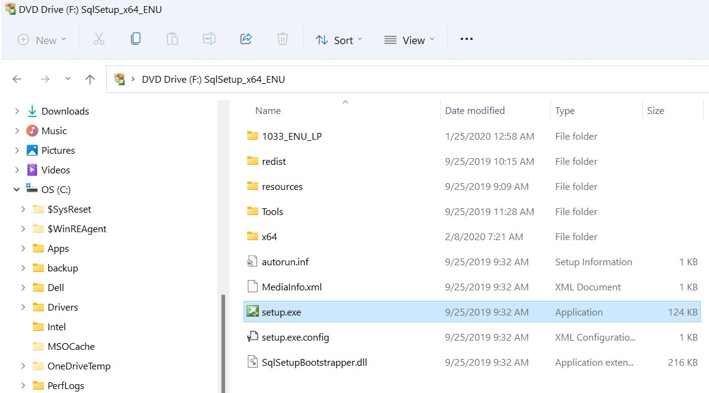 DVD Drive (F:) SqlSetup_x64_ENU
New Sort View
DVD Drive (F:) SqlSetup_x64_ENU
Downloads
Music
Pictures
Videos
OS (C:)
$SysReset
$WinREAgent
Apps
backup
Dell
Drivers
Intel
MSOCache
OneDriveTemp
PerfLogs
Name Date modified Type Size
1033_ENU_LP 1/25/2020 12:58 AM File folder
redist 9/25/2019 10:15 AM File folder
resources 9/25/2019 9:09 AM File folder
Tools 9/25/2019 11:28 AM File folder
x64 2/8/2020 7:21 AM File folder
autorun.inf 9/25/2019 9:32 AM Setup Information 1 KB
MediaInfo.xml 9/25/2019 9:32 AM XML Document 1 KB
setup.exe 9/25/2019 9:32 AM Application 124 KB
setup.exe.config 9/25/2019 9:32 AM XML Configuratio... 1 KB
SqlSetupBootstrapper.dll 9/25/2019 9:32 AM Application exten... 216 KB